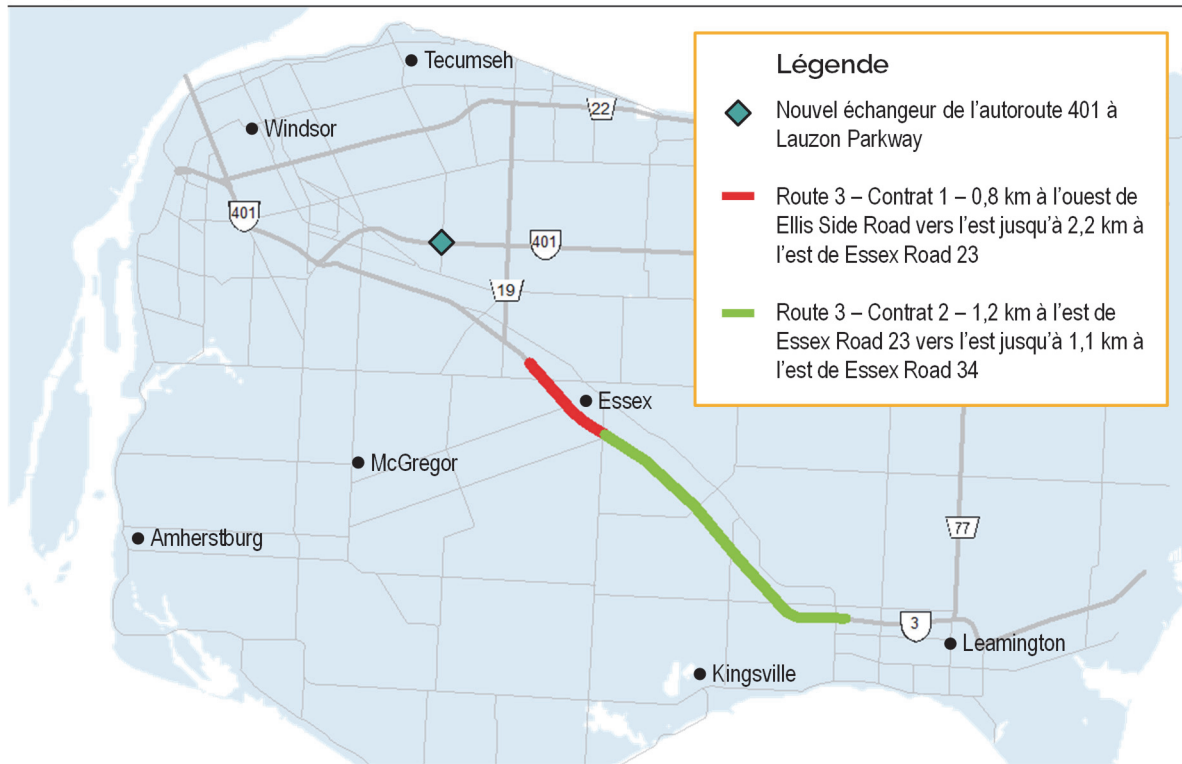 Légende
Nouvel échangeur de l'autoroute 401 à
Lauzon Parkway
Route 3 – Contrat 1 – 0,8 km à l'ouest de
Ellis Side Road vers l'est jusqu'à 2,2 km à
l'est de Essex Road 23
Route 3 – Contrat 2 – 1,2 km à l'est de
Essex Road 23 vers l'est jusqu'à 1,1 km à
l'est de Essex Road 34
Tecumseh
22
Windsor
401
401
19
Essex
McGregor
Amherstburg
77
3
Leamington
Kingsville